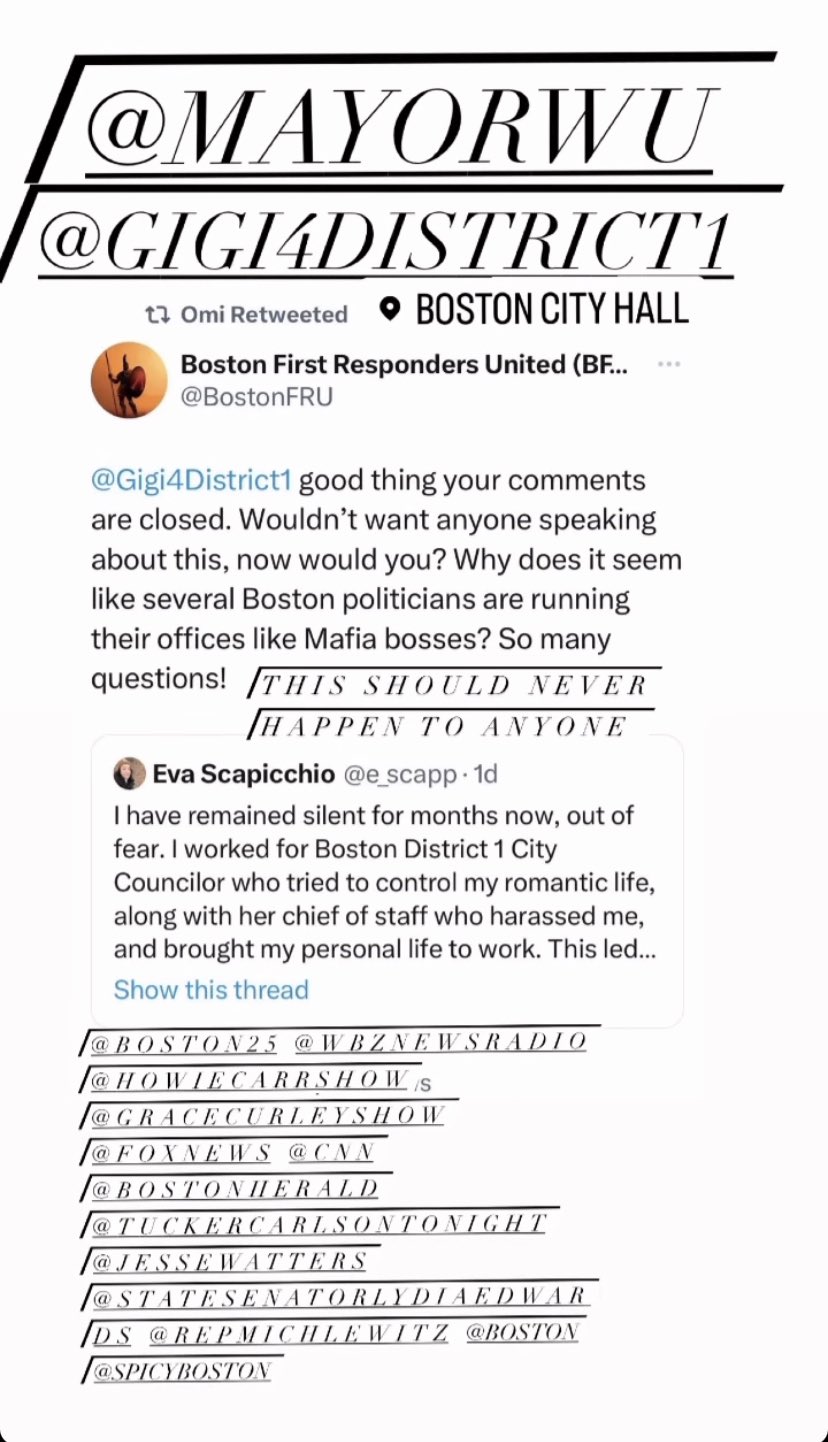 @MAYORWU
@GIGI4DISTRICT1
Omi Retweeted BOSTON CITY HALL
Boston First Responders United (BF... ...
@BostonFRU
@Gigi4District1 good thing your comments
are closed. Wouldn't want anyone speaking
about this, now would you? Why does it seem
like several Boston politicians are running
their offices like Mafia bosses? So many
questions! THIS SHOULD NEVER
HAPPEN TO ANYONE
Eva Scapicchio @e_scapp · 1d
I have remained silent for months now, out of
fear. I worked for Boston District 1 City
Councilor who tried to control my romantic life,
along with her chief of staff who harassed me,
and brought my personal life to work. This led...
Show this thread
@BOSTON25 @WBZNEWSRADIO
@HOWIECARRSHOW
@GRACECURLEYSHOW
@FOXNEWS @CNN
@BOSTONHERALD
@TUCKERCARLSONTONIGHT
@JESSEWATTERS
@STATESENATORLYDIAEDWAR
DS @REPMICHLEWITZ @BOSTON
@SPICYBOSTON